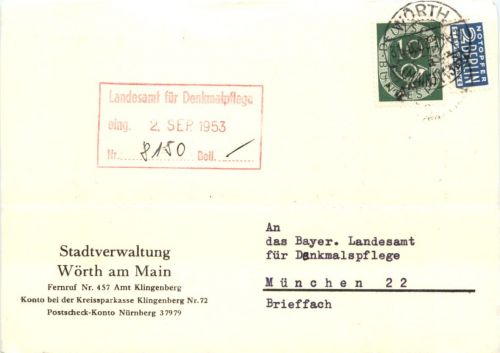 WÖRTH
10
NOTOPFER
2 BERLIN
STEUERMARKE
Landesamt für Denkmalpflege
eing. 2. SEP. 1953
Nr. 8150 Beil. /
An
das Bayer. Landesamt
für Denkmalspflege
München 22
Brieffach
Stadtverwaltung
Wörth am Main
Fernruf Nr. 457 Amt Klingenberg
Konto bei der Kreissparkasse Klingenberg Nr. 72
Postscheck-Konto Nürnberg 37979